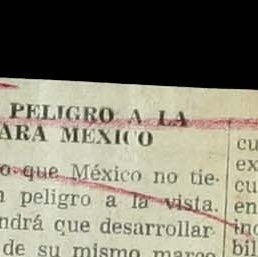 PELIGRO A LA
ARA MEXICO
o que México no tie-
peligro a la vista.
ndrá que desarrollar
de su mismo marco
cu
ex
cu
en
inc
bil